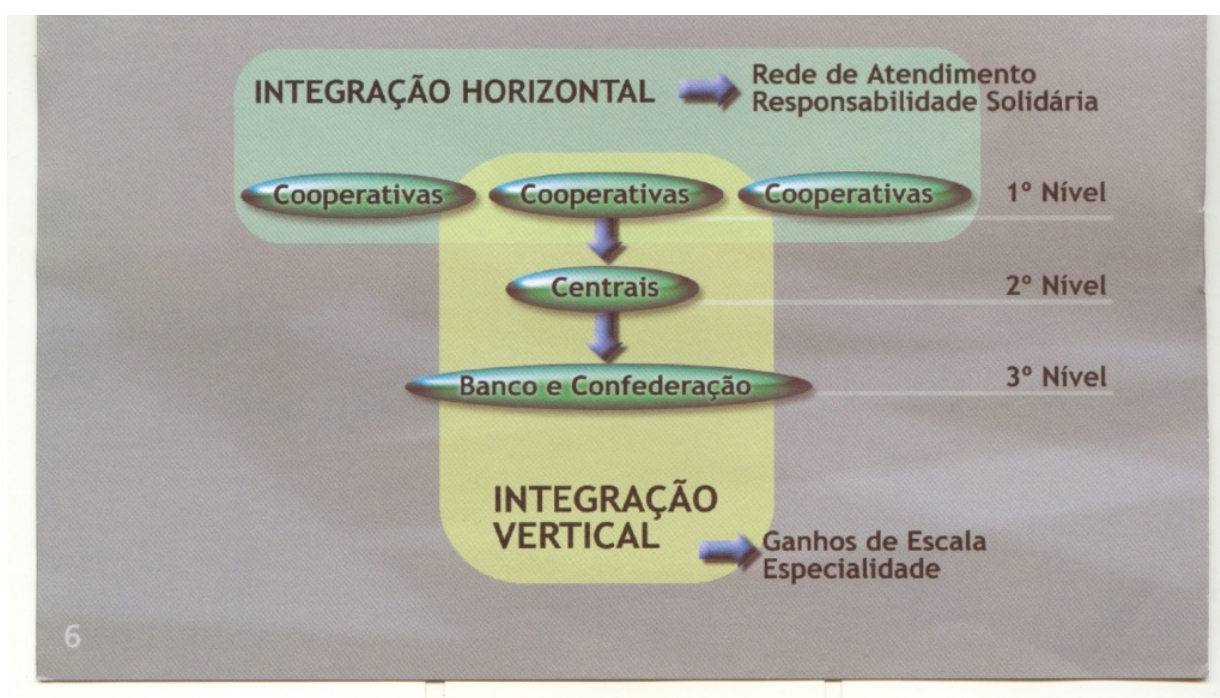 INTEGRAÇÃO HORIZONTAL
Rede de Atendimento
Responsabilidade Solidária
Cooperativas Cooperativas Cooperativas 1º Nível
Centrais 2º Nível
Banco e Confederação 3º Nível
INTEGRAÇÃO
VERTICAL
Ganhos de Escala
Especialidade
6